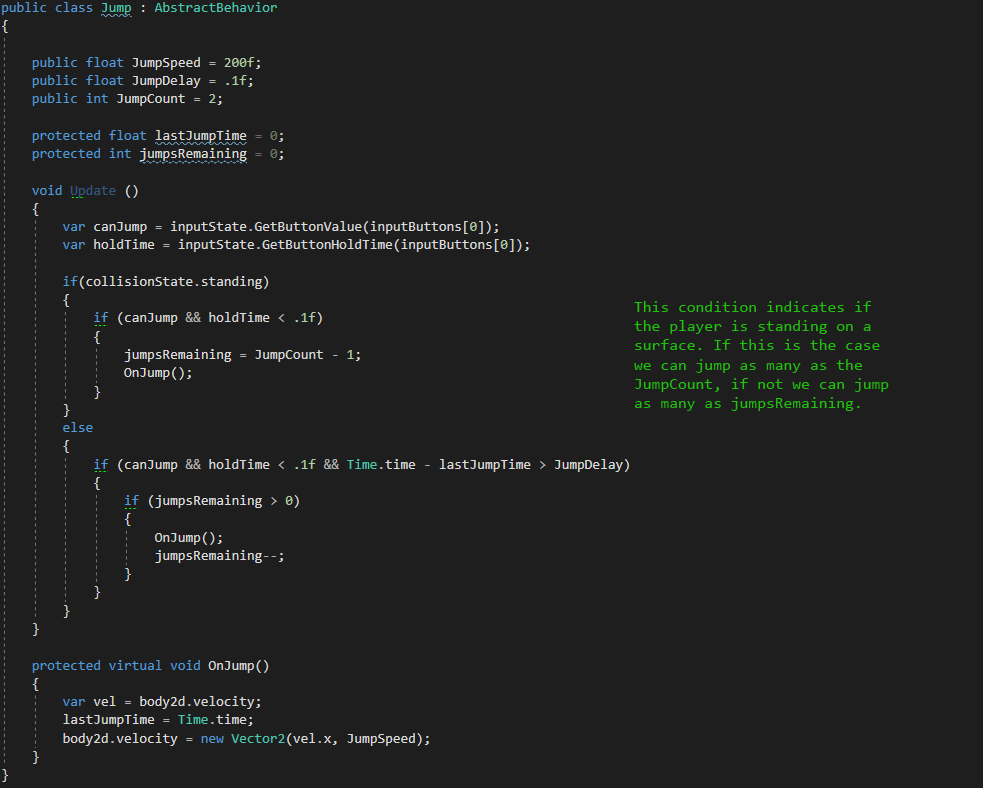 public class Jump : AbstractBehavior
{
public float JumpSpeed = 200f;
public float JumpDelay = .1f;
public int JumpCount = 2;
protected float lastJumpTime = 0;
protected int jumpsRemaining = 0;
void Update ()
{
var canJump = inputState.GetButtonValue(inputButtons[0]);
var holdTime = inputState.GetButtonHoldTime(inputButtons[0]);
if(collisionState.standing)
{
if (canJump && holdTime < .1f)
{
jumpsRemaining = JumpCount - 1;
OnJump();
}
}
else
{
if (canJump && holdTime < .1f && Time.time - lastJumpTime > JumpDelay)
{
if (jumpsRemaining > 0)
{
OnJump();
jumpsRemaining--;
}
}
}
}
protected virtual void OnJump()
{
var vel = body2d.velocity;
lastJumpTime = Time.time;
body2d.velocity = new Vector2(vel.x, JumpSpeed);
}
}
This condition indicates if
the player is standing on a
surface. If this is the case
we can jump as many as the
JumpCount, if not we can jump
as many as jumpsRemaining.